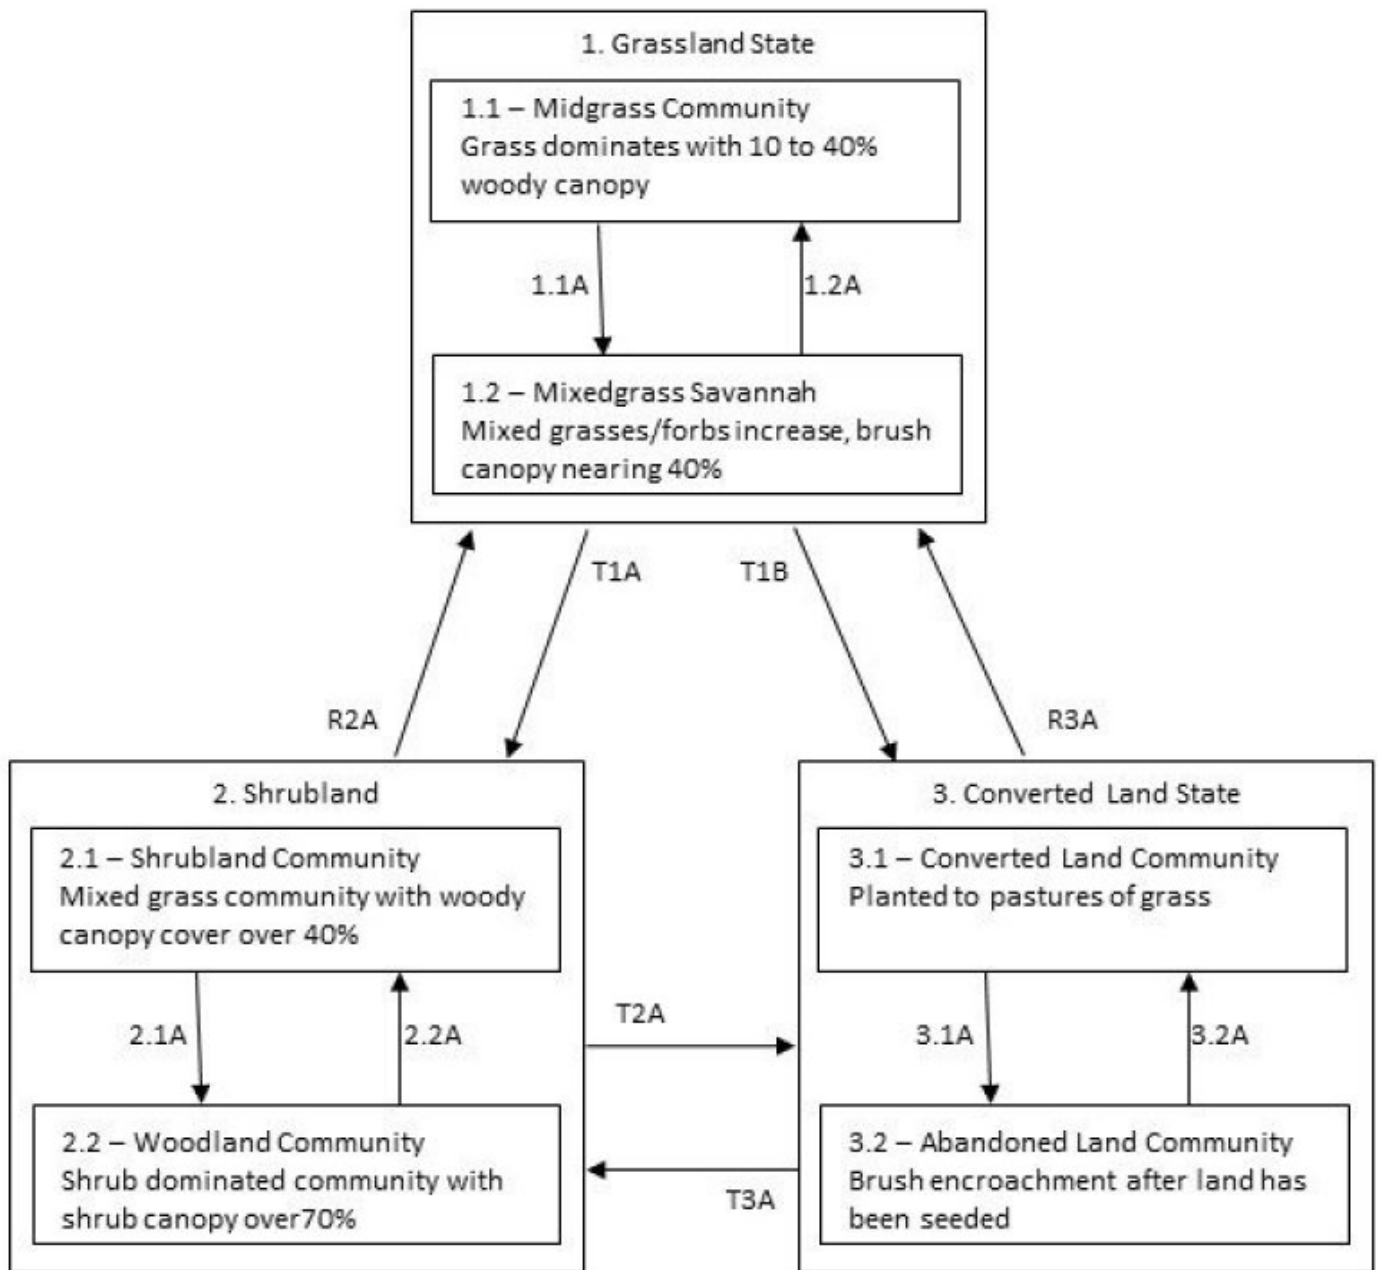 1. Grassland State
1.1 – Midgrass Community
Grass dominates with 10 to 40%
woody canopy
1.1A
1.2A
1.2 – Mixedgrass Savannah
Mixed grasses/forbs increase, brush
canopy nearing 40%
T1A
T1B
R2A
R3A
2. Shrubland
2.1 – Shrubland Community
Mixed grass community with woody
canopy cover over 40%
2.1A
2.2A
2.2 – Woodland Community
Shrub dominated community with
shrub canopy over70%
T2A
T3A
3. Converted Land State
3.1 – Converted Land Community
Planted to pastures of grass
3.1A
3.2A
3.2 – Abandoned Land Community
Brush encroachment after land has
been seeded